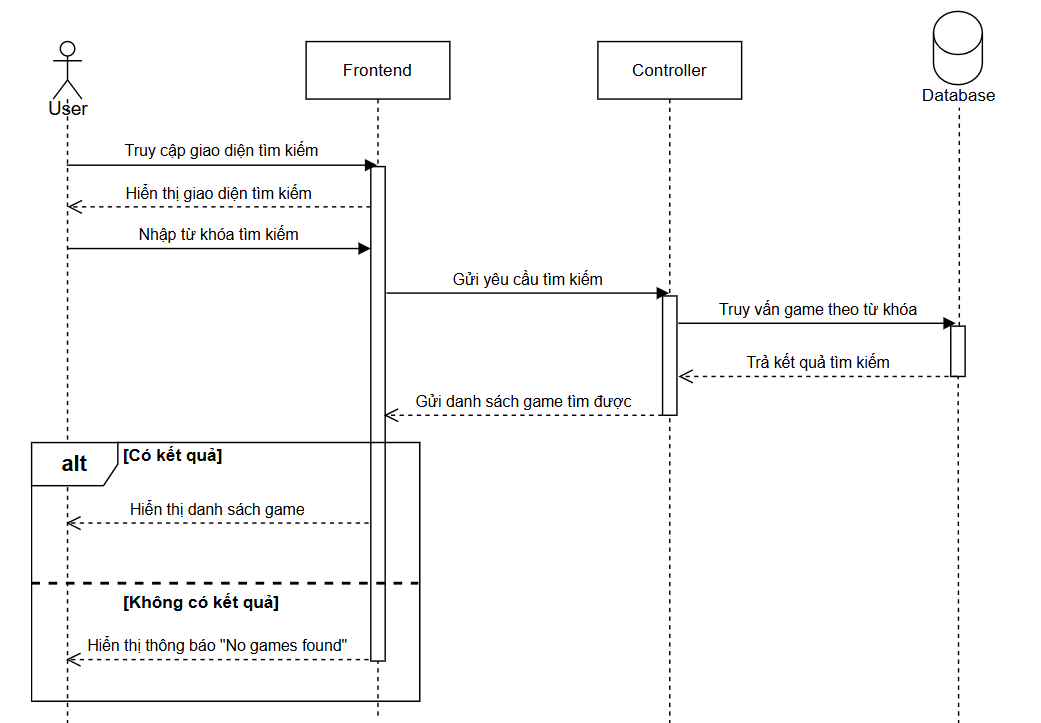 User
Frontend
Controller
Database
Truy cập giao diện tìm kiếm
Hiển thị giao diện tìm kiếm
Nhập từ khóa tìm kiếm
Gửi yêu cầu tìm kiếm
Truy vấn game theo từ khóa
Trả kết quả tìm kiếm
Gửi danh sách game tìm được
alt
[Có kết quả]
Hiển thị danh sách game
[Không có kết quả]
Hiển thị thông báo "No games found"